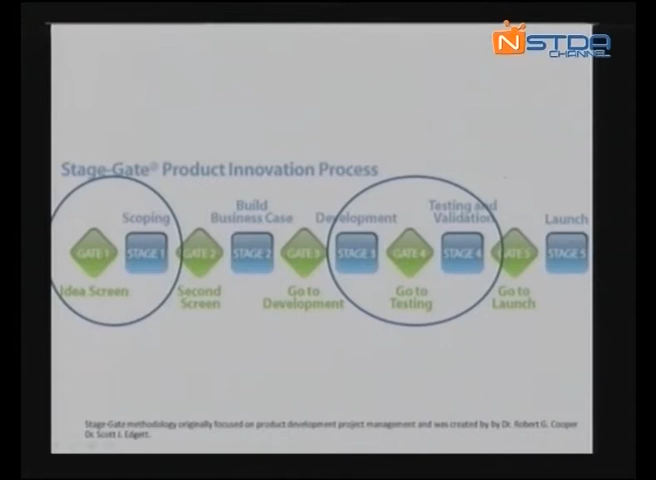 NSTDA
CHANNEL
Stage-Gate® Product Innovation Process
Scoping
Build
Business Case
Development
Testing and
Validation
Launch
GATE 1
STAGE 1
GATE 2
STAGE 2
GATE 3
STAGE 3
GATE 4
STAGE 4
GATE 5
STAGE 5
Idea Screen
Second
Screen
Go to
Development
Go to
Testing
Go to
Launch
Stage-Gate methodology originally focused on product development project management and was created by by Dr. Robert G. Cooper
Dr. Scott J. Edgett.